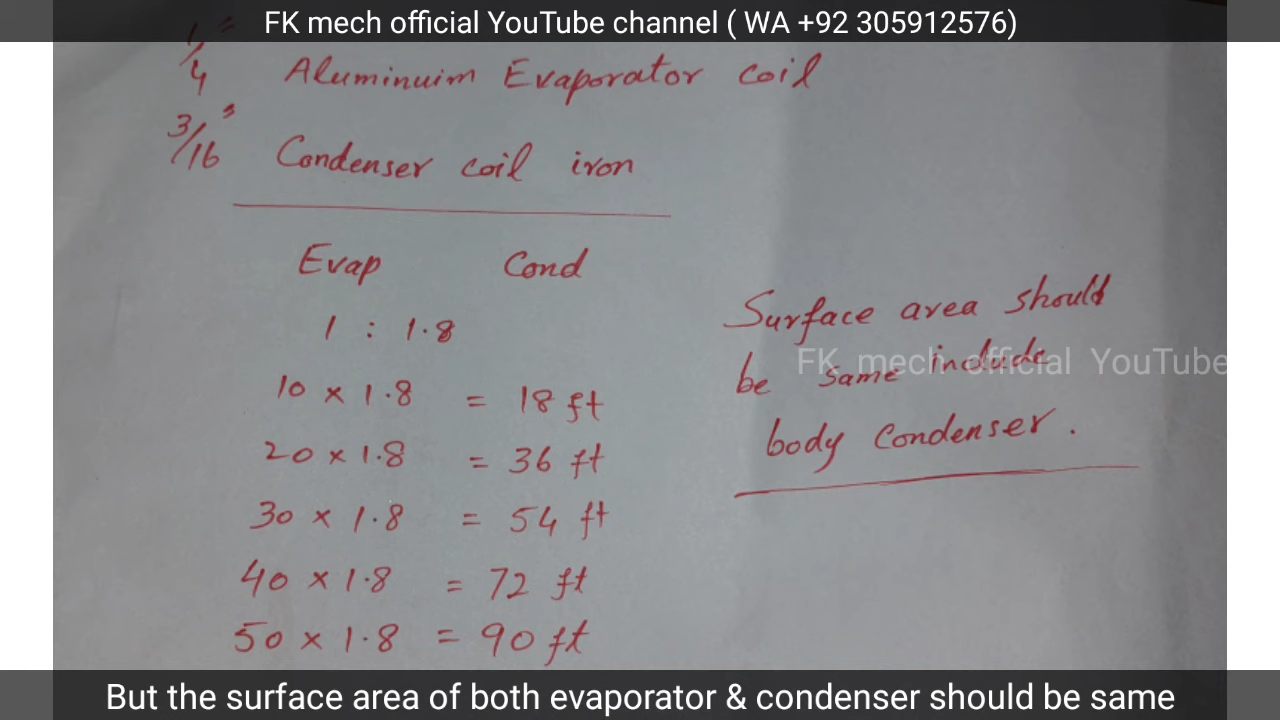 FK mech official YouTube channel ( WA +92 305912576)
1/4" Aluminuim Evaporator coil
3/16" Condenser coil iron
Evap Cond
1 : 1.8
10 x 1.8 = 18 ft
20 x 1.8 = 36 ft
30 x 1.8 = 54 ft
40 x 1.8 = 72 ft
50 x 1.8 = 90 ft
Surface area should
be same include
body condenser.
FK mech official YouTube
But the surface area of both evaporator & condenser should be same